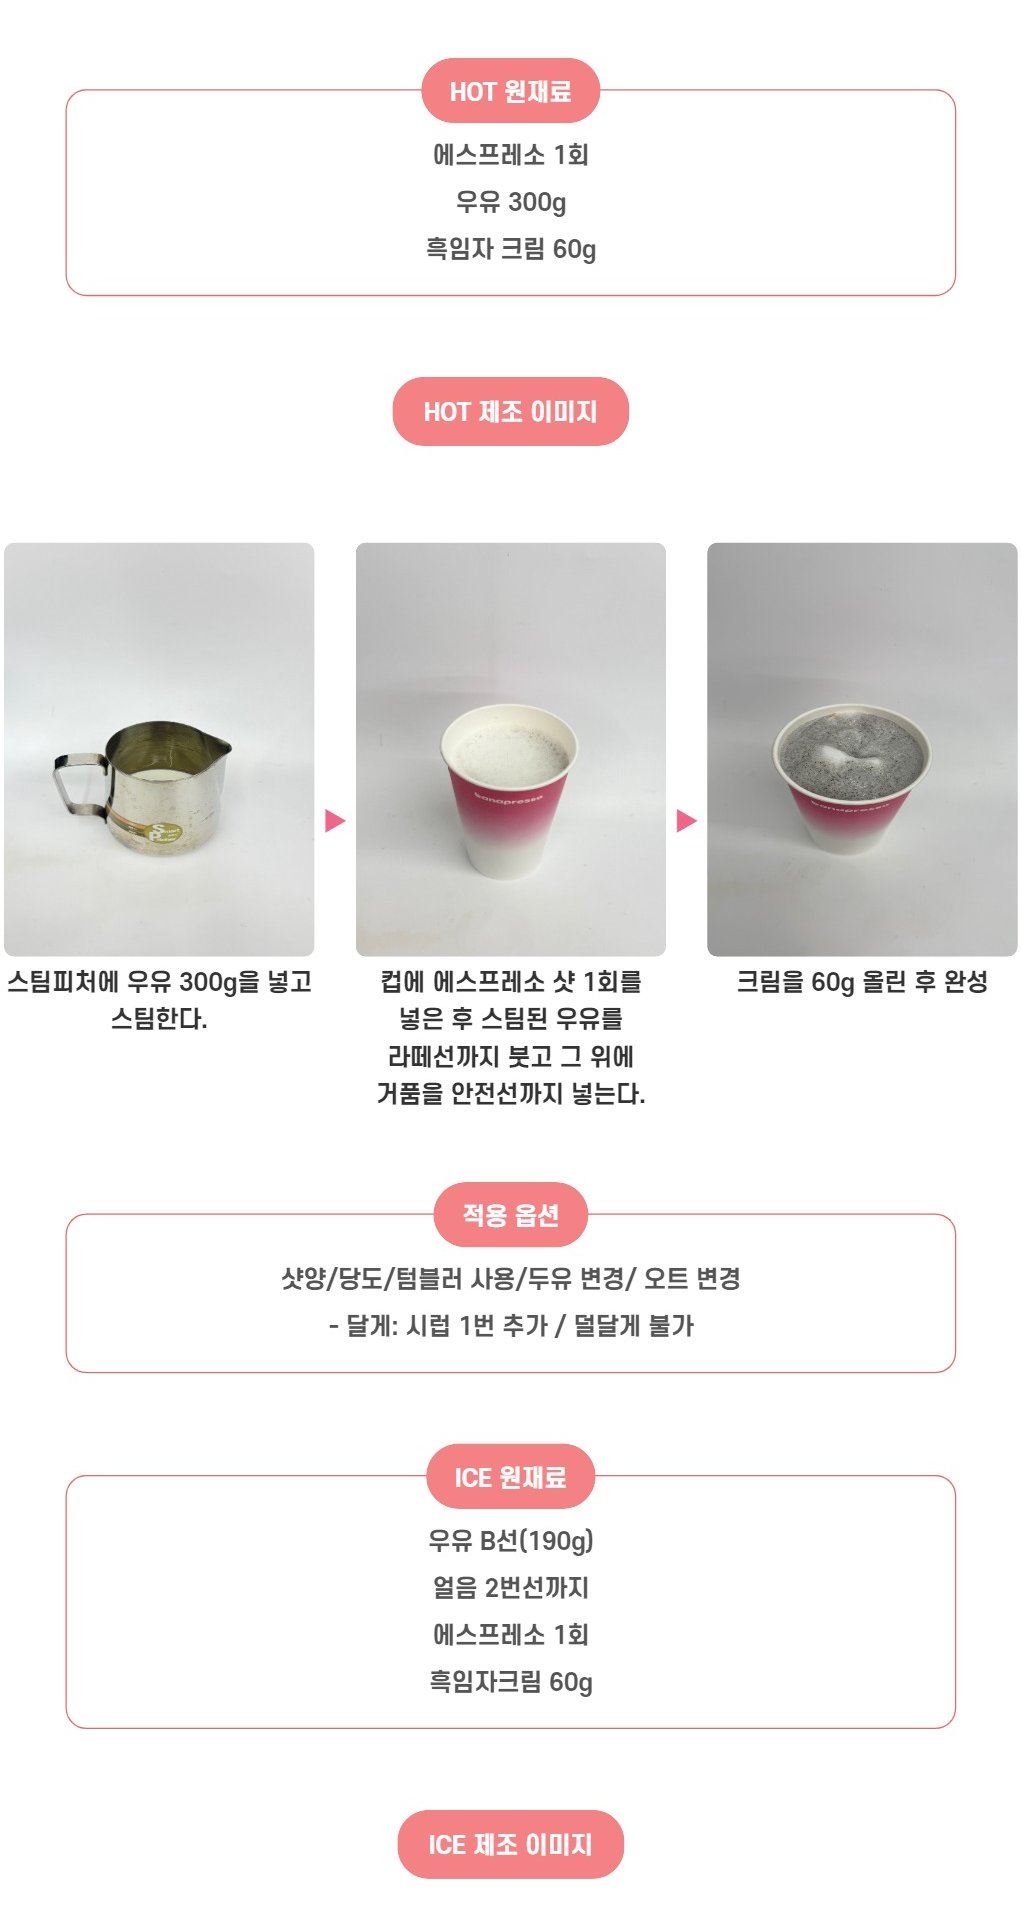 HOT 원재료
에스프레소 1회
우유 300g
흑임자 크림 60g
HOT 제조 이미지
banapresso
banapresso
스팀피처에 우유 300g을 넣고
스팀한다.
컵에 에스프레소 샷 1회를
넣은 후 스팀된 우유를
라떼선까지 붓고 그 위에
거품을 안전선까지 넣는다.
크림을 60g 올린 후 완성
적용 옵션
샷양/당도/텀블러 사용/두유 변경/ 오트 변경
- 달게: 시럽 1번 추가 / 덜달게 불가
ICE 원재료
우유 B선(190g)
얼음 2번선까지
에스프레소 1회
흑임자크림 60g
ICE 제조 이미지